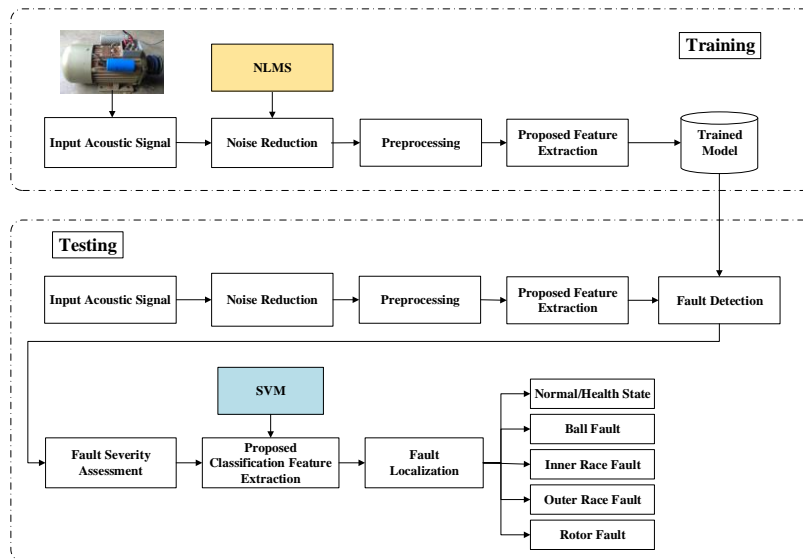 Training
NLMS
Input Acoustic Signal
Noise Reduction
Preprocessing
Proposed Feature
Extraction
Trained
Model
Testing
Input Acoustic Signal
Noise Reduction
Preprocessing
Proposed Feature
Extraction
Fault Detection
SVM
Fault Severity
Assessment
Proposed
Classification Feature
Extraction
Fault
Localization
Normal/Health State
Ball Fault
Inner Race Fault
Outer Race Fault
Rotor Fault